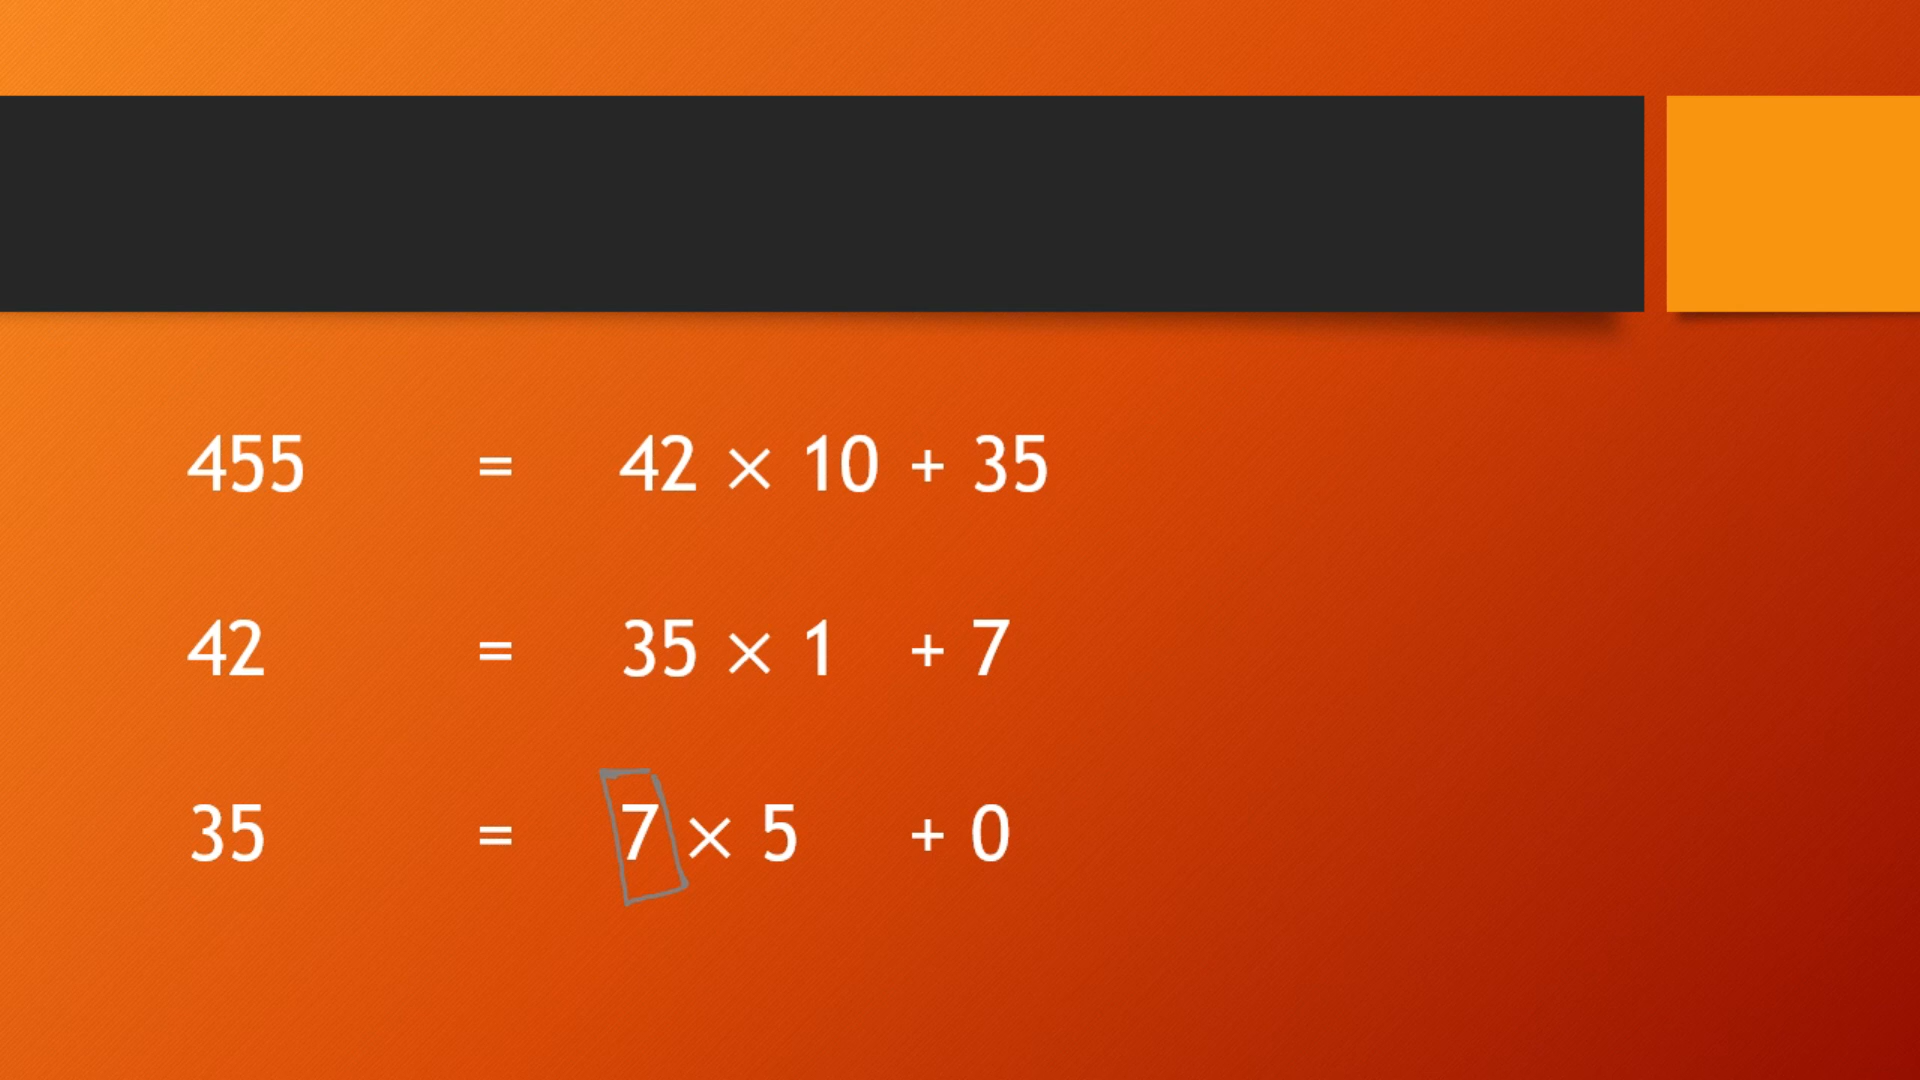 455 = 42 × 10 + 35
42 = 35 × 1 + 7
35 = 7 × 5 + 0